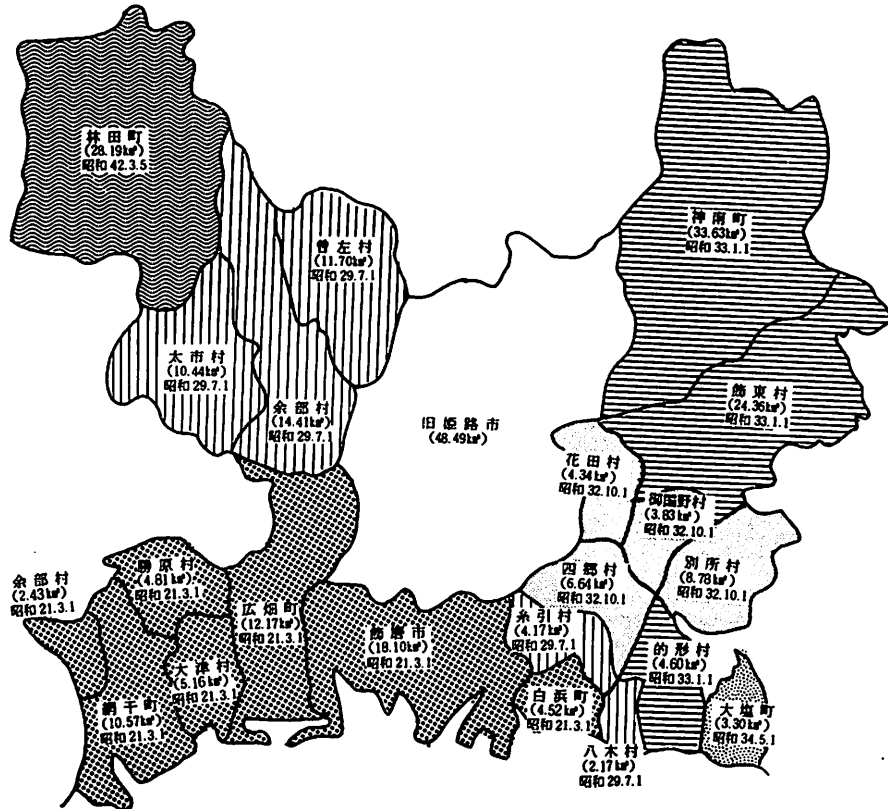 林田町
(28.19km²)
昭和42.3.5
神南町
(33.63km²)
昭和33.1.1
曽左村
(11.70km²)
昭和29.7.1
太市村
(10.44km²)
昭和29.7.1
余部村
(14.41km²)
昭和29.7.1
旧姫路市
(48.49km²)
飾東村
(24.36km²)
昭和33.1.1
花田村
(4.34km²)
昭和32.10.1
御国野村
(3.83km²)
昭和32.10.1
別所村
(8.78km²)
昭和32.10.1
四郷村
(6.64km²)
昭和32.10.1
余部村
(2.43km²)
昭和21.3.1
勝原村
(4.81km²)
昭和21.3.1
広畑町
(12.17km²)
昭和21.3.1
飾磨市
(18.10km²)
昭和21.3.1
糸引村
(4.17km²)
昭和29.7.1
的形村
(4.60km²)
昭和33.1.1
大津村
(5.16km²)
昭和21.3.1
網干町
(10.57km²)
昭和21.3.1
白浜町
(4.52km²)
昭和21.3.1
大塩町
(3.30km²)
昭和34.5.1
八木村
(2.17km²)
昭和29.7.1